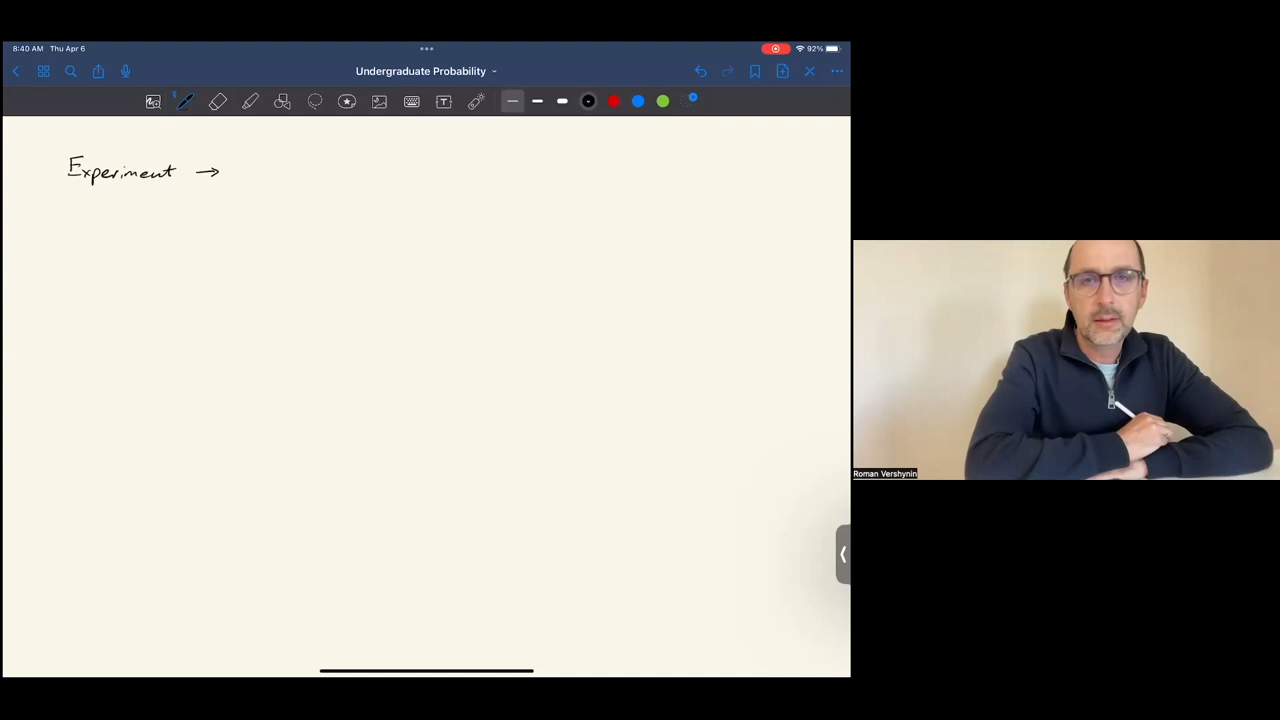 8:40 AM Thu Apr 6
92%
Undergraduate Probability
T
Experiment →
Roman Vershynin